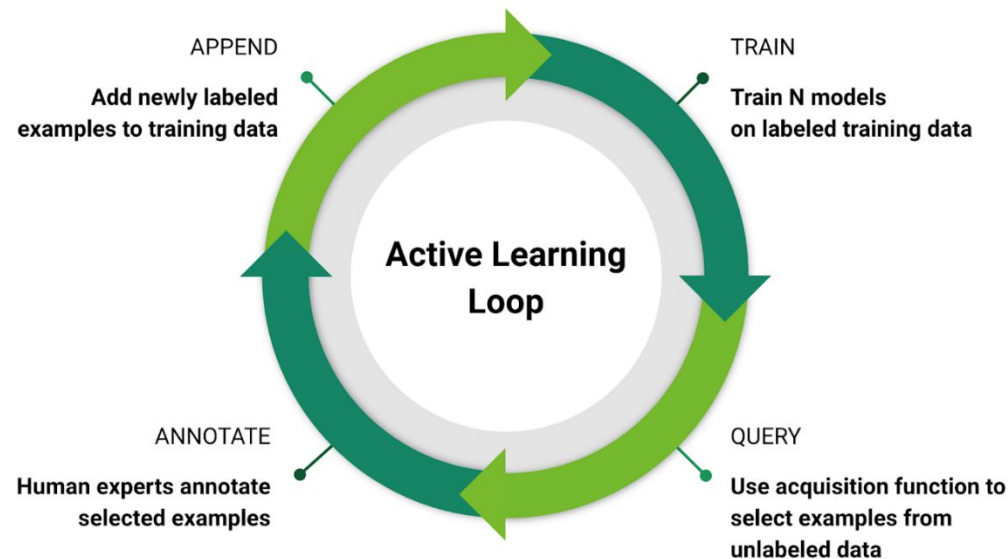 APPEND
Add newly labeled
examples to training data
TRAIN
Train N models
on labeled training data
Active Learning
Loop
ANNOTATE
Human experts annotate
selected examples
QUERY
Use acquisition function to
select examples from
unlabeled data